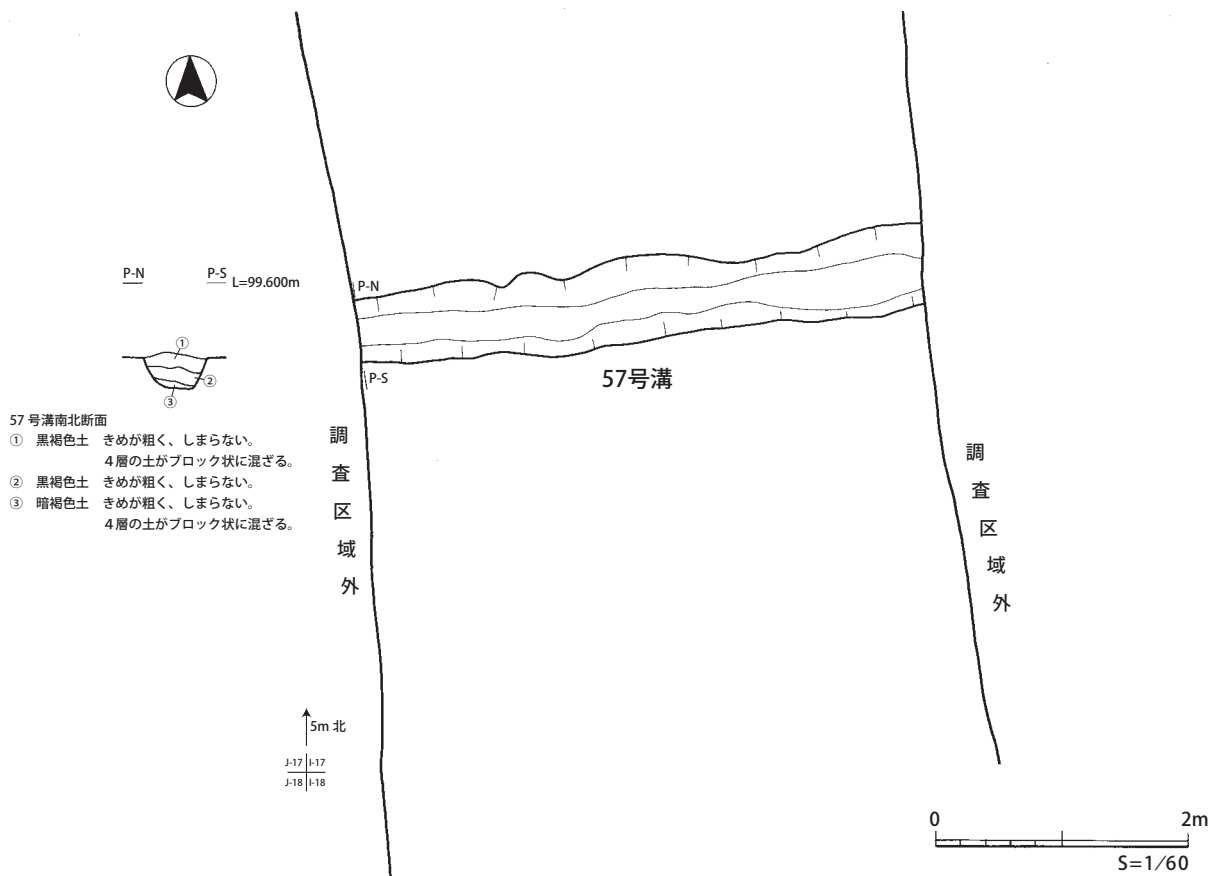 P-N
P-S
L=99.600m
①
②
③
57 号溝南北断面
① 黒褐色土 きめが粗く、しまらない。
４層の土がブロック状に混ざる。
② 黒褐色土 きめが粗く、しまらない。
③ 暗褐色土 きめが粗く、しまらない。
４層の土がブロック状に混ざる。
P-N
P-S
57号溝
調査区域外
調査区域外
5m 北
J-17 I-17
J-18 I-18
0 2m
S=1/60